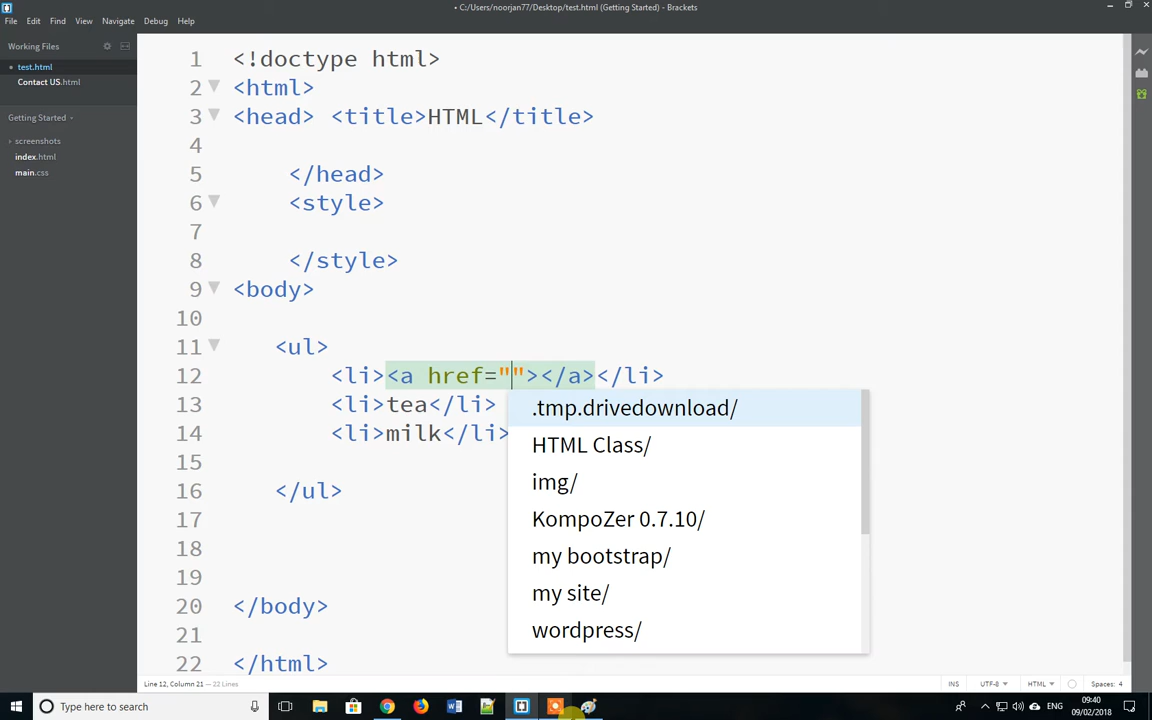 • C:/Users/noorjan77/Desktop/test.html (Getting Started) - Brackets
File Edit Find View Navigate Debug Help
Working Files
test.html
Contact US.html
Getting Started
screenshots
index.html
main.css
1 <!doctype html>
2 <html>
3 <head> <title>HTML</title>
4
5 </head>
6 <style>
7
8 </style>
9 <body>
10
11 <ul>
12 <li><a href=""></a></li>
13 <li>tea</li>
14 <li>milk</li>
15
16 </ul>
17
18
19
20 </body>
21
22 </html>
.tmp.drivedownload/
HTML Class/
img/
KompoZer 0.7.10/
my bootstrap/
my site/
wordpress/
Line 12, Column 21 — 22 Lines
INS UTF-8 HTML Spaces: 4
Type here to search
ENG
09:40
09/02/2018